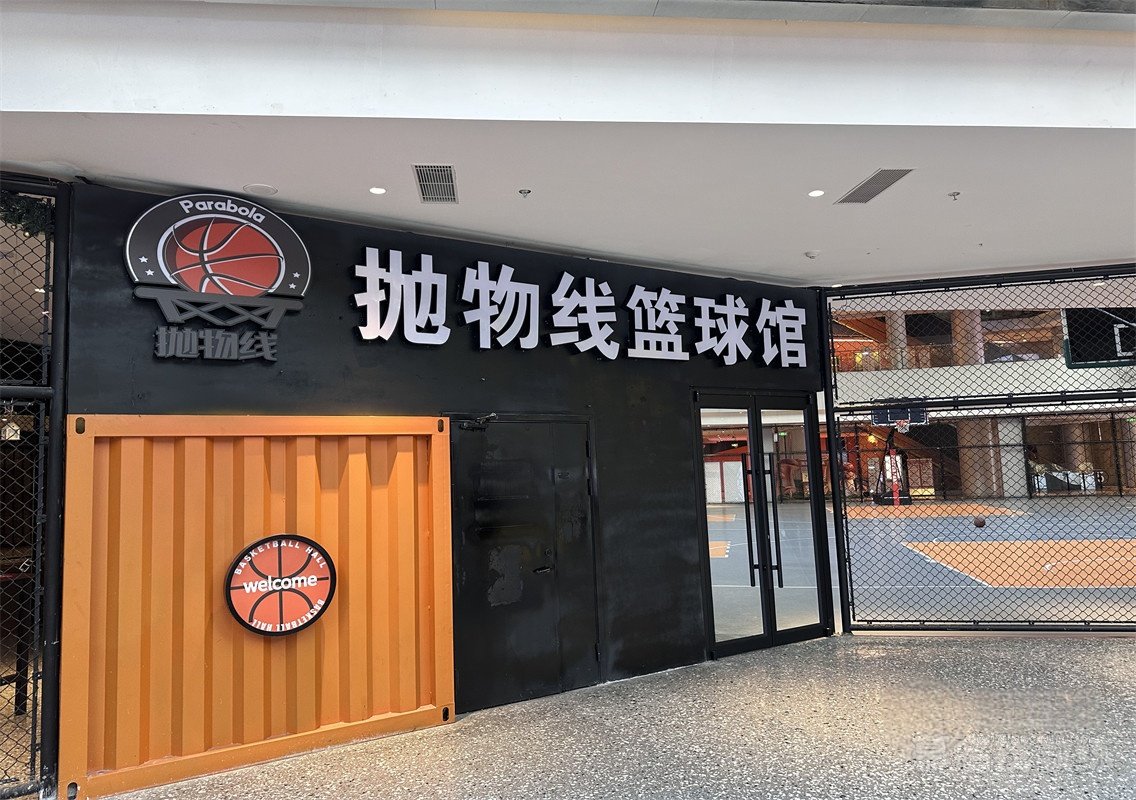 Parabola
抛物线
抛物线篮球馆
BASKETBALL HALL
welcome
BASKETBALL HALL